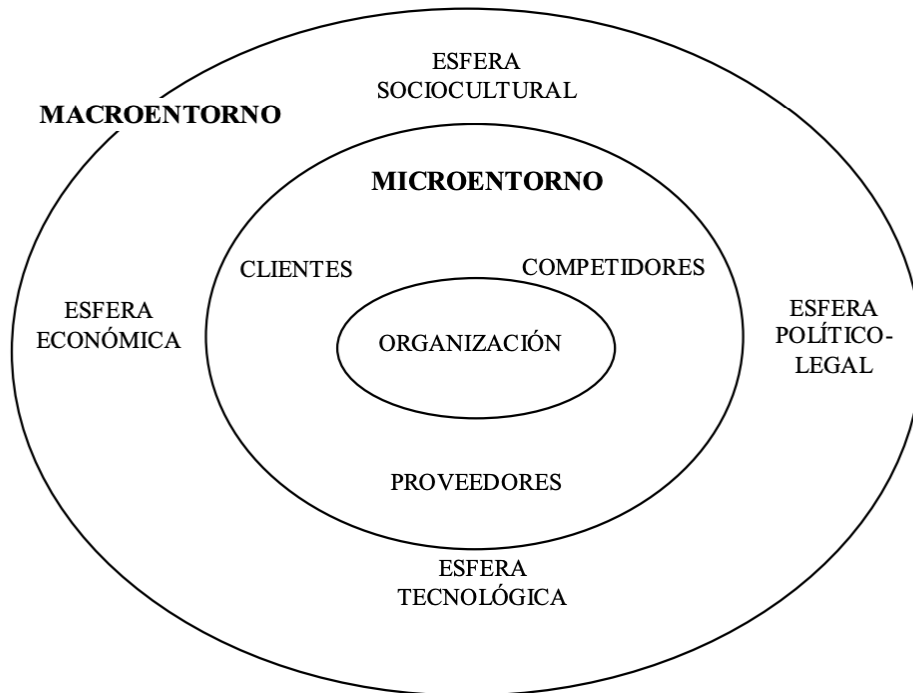 ESFERA
SOCIOCULTURAL
MACROENTORNO
MICROENTORNO
CLIENTES
COMPETIDORES
ESFERA
ECONÓMICA
ORGANIZACIÓN
ESFERA
POLÍTICO-
LEGAL
PROVEEDORES
ESFERA
TECNOLÓGICA